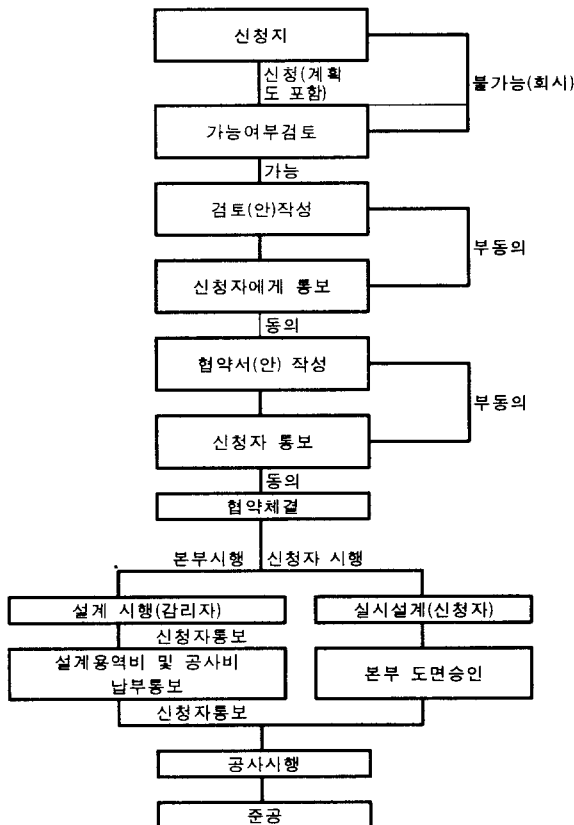 신청지
신청(계획
도 포함)
불가능(회시)
가능여부검토
가능
검토(안)작성
부동의
신청자에게 통보
동의
협약서(안) 작성
부동의
신청자 통보
동의
협약체결
본부시행 신청자 시행
설계 시행(감리자)
실시설계(신청자)
신청자통보
설계용역비 및 공사비
납부통보
본부 도면승인
신청자통보
공사시행
준공